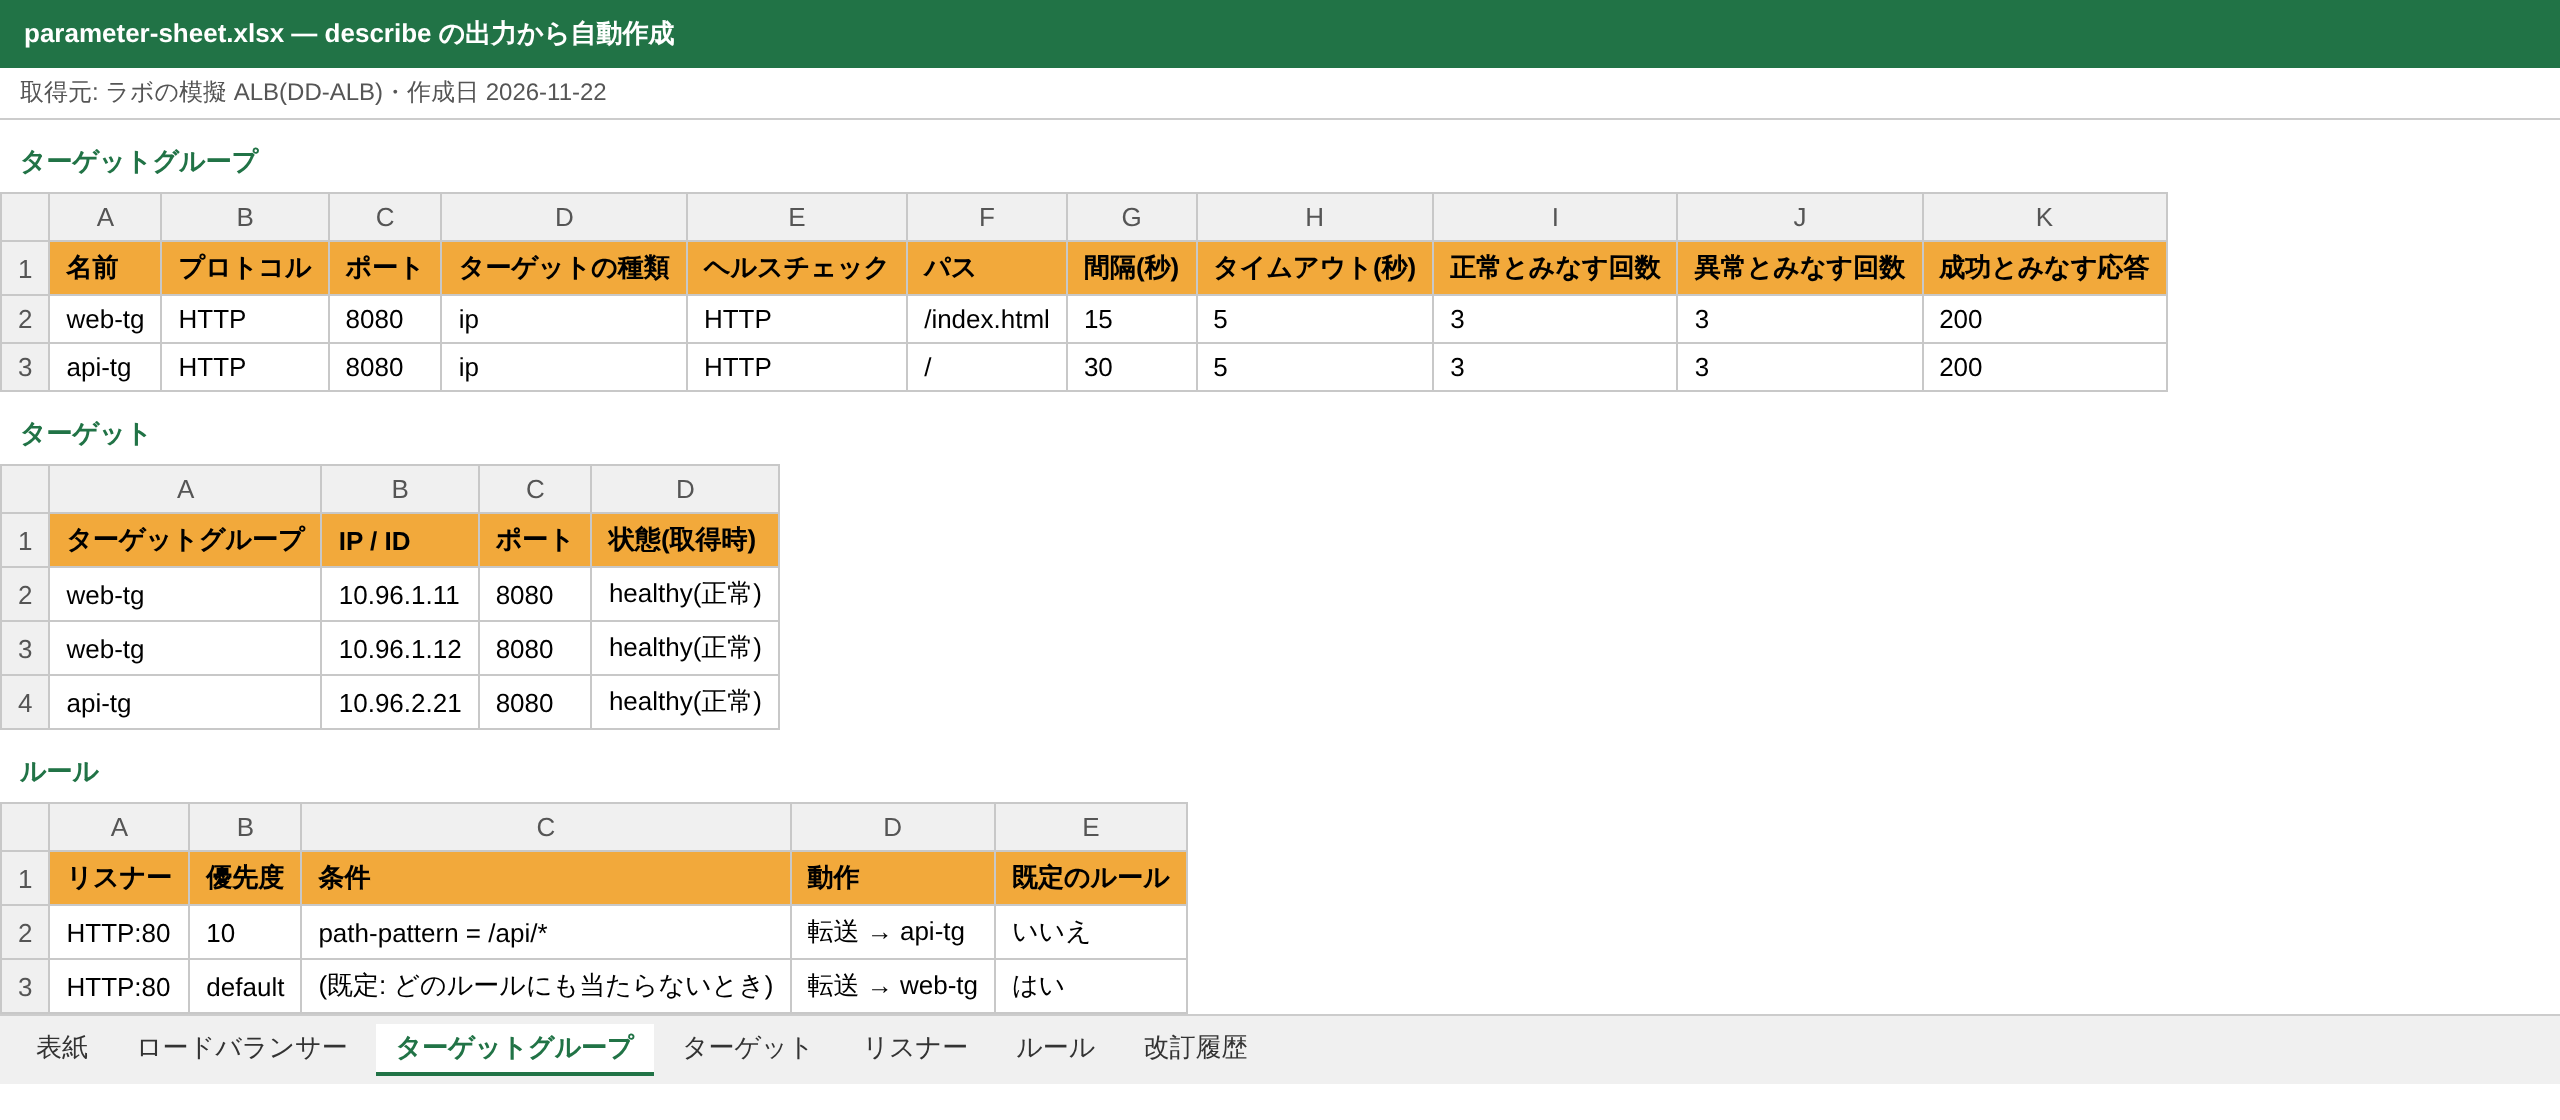 parameter-sheet.xlsx — describe の出力から自動作成
取得元: ラボの模擬 ALB(DD-ALB)・作成日 2026-11-22
ターゲットグループ
A B C D E F G H I J K
1 名前 プロトコル ポート ターゲットの種類 ヘルスチェック パス 間隔(秒) タイムアウト(秒) 正常とみなす回数 異常とみなす回数 成功とみなす応答
2 web-tg HTTP 8080 ip HTTP /index.html 15 5 3 3 200
3 api-tg HTTP 8080 ip HTTP / 30 5 3 3 200
ターゲット
A B C D
1 ターゲットグループ IP / ID ポート 状態(取得時)
2 web-tg 10.96.1.11 8080 healthy(正常)
3 web-tg 10.96.1.12 8080 healthy(正常)
4 api-tg 10.96.2.21 8080 healthy(正常)
ルール
A B C D E
1 リスナー 優先度 条件 動作 既定のルール
2 HTTP:80 10 path-pattern = /api/* 転送 → api-tg いいえ
3 HTTP:80 default (既定: どのルールにも当たらないとき) 転送 → web-tg はい
表紙 ロードバランサー ターゲットグループ ターゲット リスナー ルール 改訂履歴